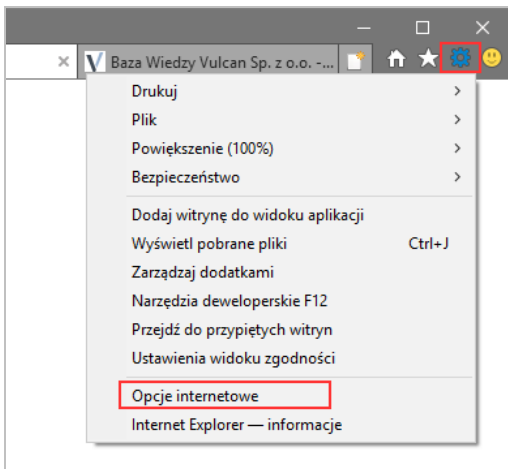 Baza Wiedzy Vulcan Sp. z o.o. -...
Drukuj
Plik
Powiększenie (100%)
Bezpieczeństwo
Dodaj witrynę do widoku aplikacji
Wyświetl pobrane pliki Ctrl+J
Zarządzaj dodatkami
Narzędzia deweloperskie F12
Przejdź do przypiętych witryn
Ustawienia widoku zgodności
Opcje internetowe
Internet Explorer — informacje